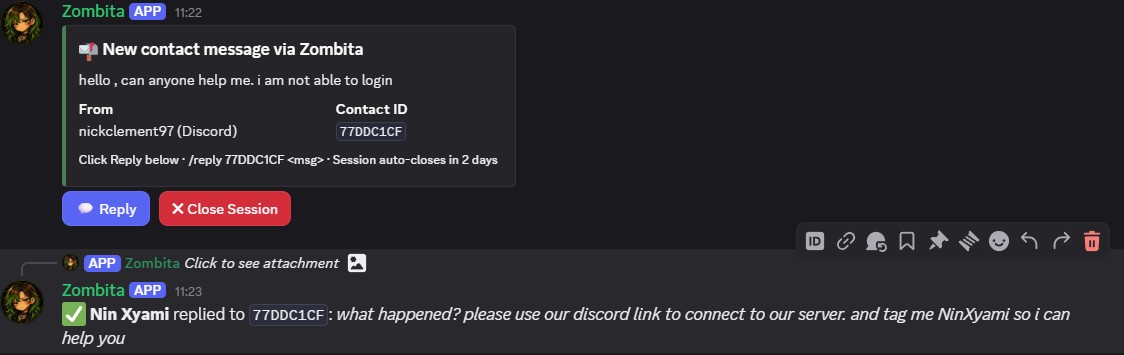 Zombita APP 11:22
📬 New contact message via Zombita
hello , can anyone help me. i am not able to login
From Contact ID
nickclement97 (Discord) 77DDC1CF
Click Reply below · /reply 77DDC1CF <msg> · Session auto-closes in 2 days
💬 Reply ❌ Close Session
ID
APP Zombita Click to see attachment
Zombita APP 11:23
✅ Nin Xyami replied to 77DDC1CF: what happened? please use our discord link to connect to our server. and tag me NinXyami so i can
help you